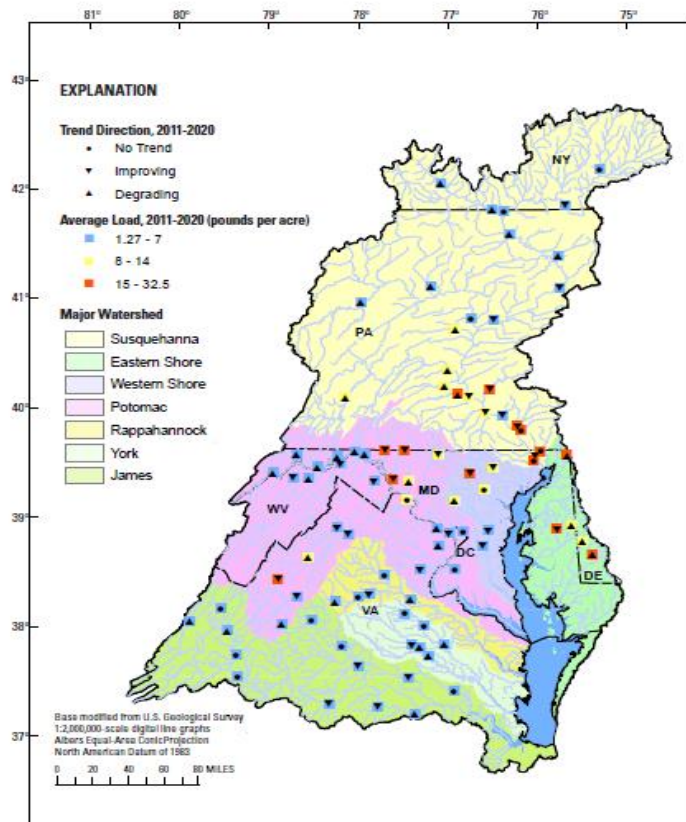 81° 80° 79° 78° 77° 76° 75°
43°
42°
41°
40°
39°
38°
37°
EXPLANATION
Trend Direction, 2011-2020
No Trend
Improving
Degrading
Average Load, 2011-2020 (pounds per acre)
1.27 - 7
8 - 14
15 - 32.5
Major Watershed
Susquehanna
Eastern Shore
Western Shore
Potomac
Rappahannock
York
James
NY
PA
MD
WV
DC
DE
VA
Base modified from U.S. Geological Survey
1:2,000,000-scale digital line graphs
Albers Equal-Area ConicProjection
North American Datum of 1983
0 20 40 60 80 MILES